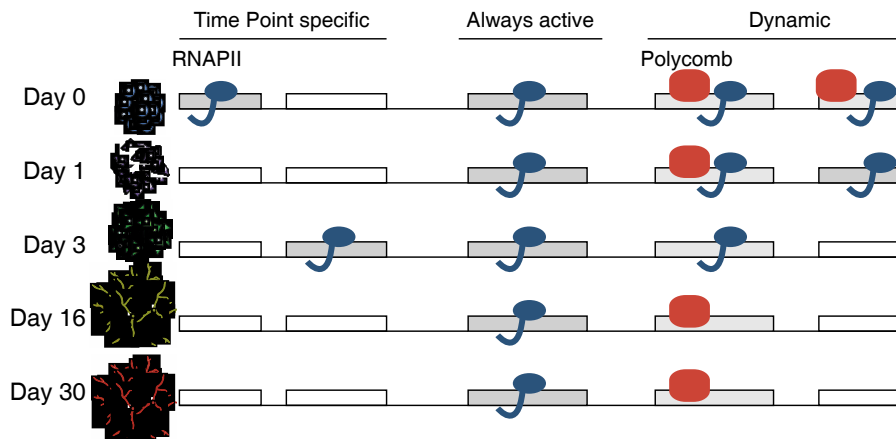 Time Point specific
Always active
Dynamic
RNAPII
Polycomb
Day 0
Day 1
Day 3
Day 16
Day 30